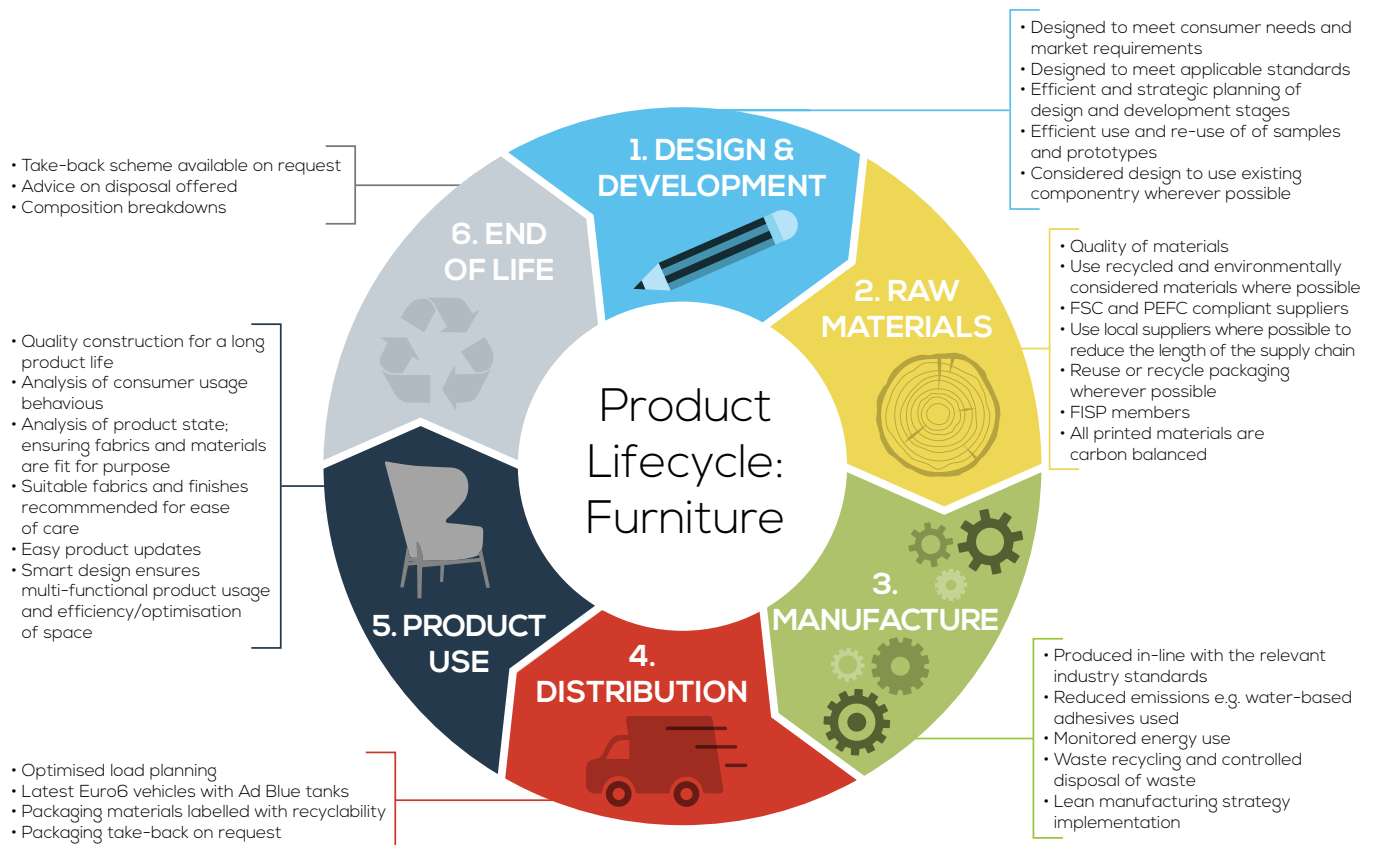 Product
Lifecycle:
Furniture
1. DESIGN &
DEVELOPMENT
• Designed to meet consumer needs and
market requirements
• Designed to meet applicable standards
• Efficient and strategic planning of
design and development stages
• Efficient use and re-use of of samples
and prototypes
• Considered design to use existing
componentry wherever possible
2. RAW
MATERIALS
• Quality of materials
• Use recycled and environmentally
considered materials where possible
• FSC and PEFC compliant suppliers
• Use local suppliers where possible to
reduce the length of the supply chain
• Reuse or recycle packaging
wherever possible
• FISP members
• All printed materials are
carbon balanced
3.
MANUFACTURE
• Produced in-line with the relevant
industry standards
• Reduced emissions e.g. water-based
adhesives used
• Monitored energy use
• Waste recycling and controlled
disposal of waste
• Lean manufacturing strategy
implementation
4.
DISTRIBUTION
• Optimised load planning
• Latest Euro6 vehicles with Ad Blue tanks
• Packaging materials labelled with recyclability
• Packaging take-back on request
5. PRODUCT
USE
• Quality construction for a long
product life
• Analysis of consumer usage
behavious
• Analysis of product state;
ensuring fabrics and materials
are fit for purpose
• Suitable fabrics and finishes
recommmended for ease
of care
• Easy product updates
• Smart design ensures
multi-functional product usage
and efficiency/optimisation
of space
6. END
OF LIFE
• Take-back scheme available on request
• Advice on disposal offered
• Composition breakdowns